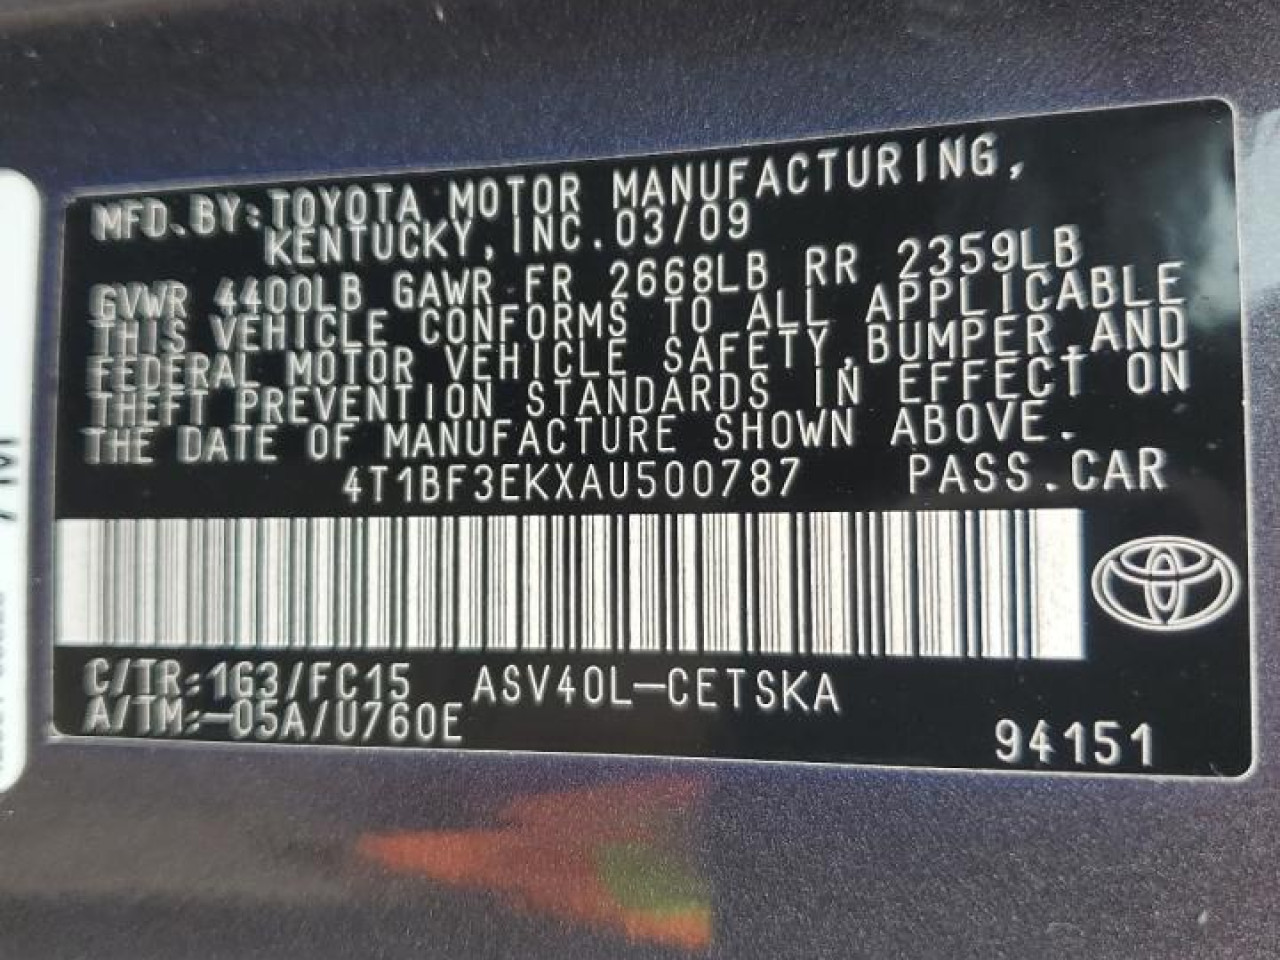 MFD.BY:TOYOTA MOTOR MANUFACTURING,
KENTUCKY,INC.03/09
GVWR 4400LB GAWR FR 2668LB RR 2359LB
THIS VEHICLE CONFORMS TO ALL APPLICABLE
FEDERAL MOTOR VEHICLE SAFETY,BUMPER,AND
THEFT PREVENTION STANDARDS IN EFFECT ON
THE DATE OF MANUFACTURE SHOWN ABOVE.
4T1BF3EKXAU500787 PASS.CAR
C/TR:1G3/FC15 ASV40L-CETSKA
A/TM:-05A/U760E
94151